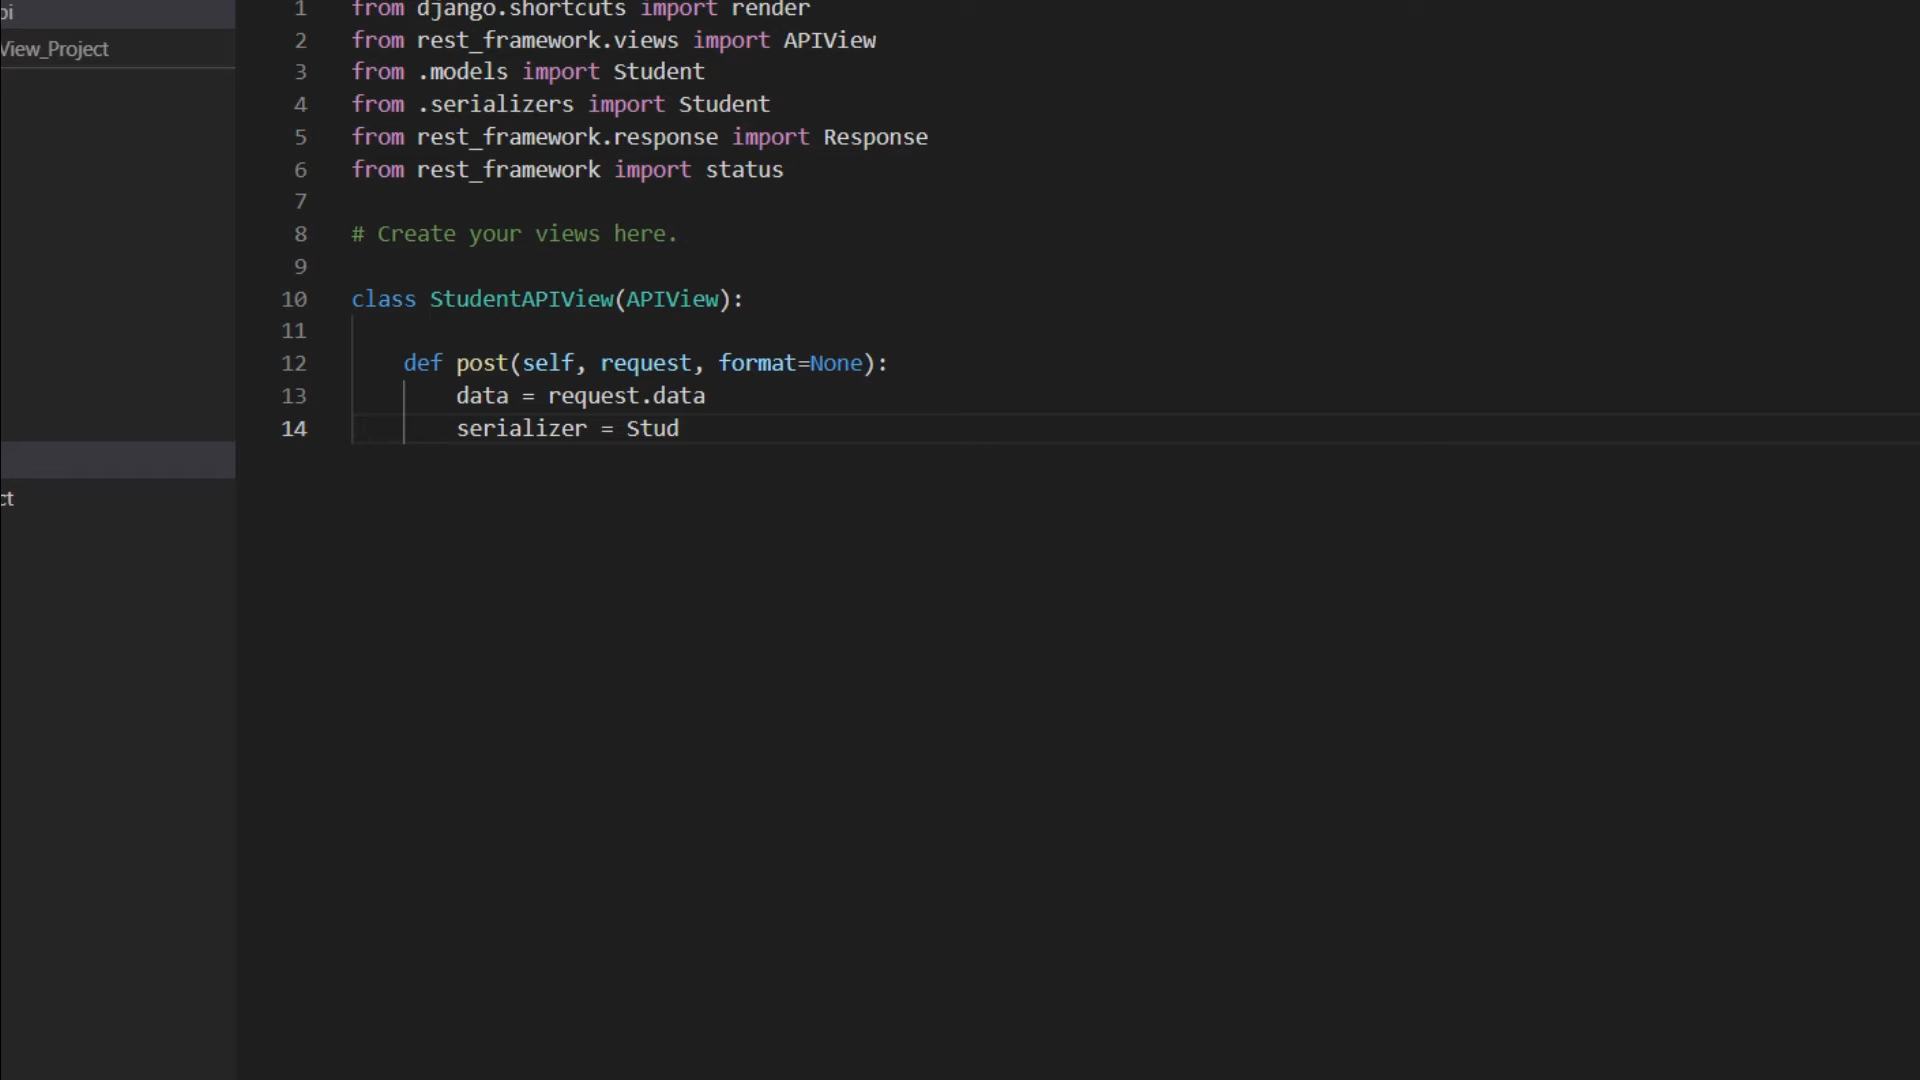 pi
View_Project
ct
1 from django.shortcuts import render
2 from rest_framework.views import APIView
3 from .models import Student
4 from .serializers import Student
5 from rest_framework.response import Response
6 from rest_framework import status
7
8 # Create your views here.
9
10 class StudentAPIView(APIView):
11
12     def post(self, request, format=None):
13         data = request.data
14         serializer = Stud